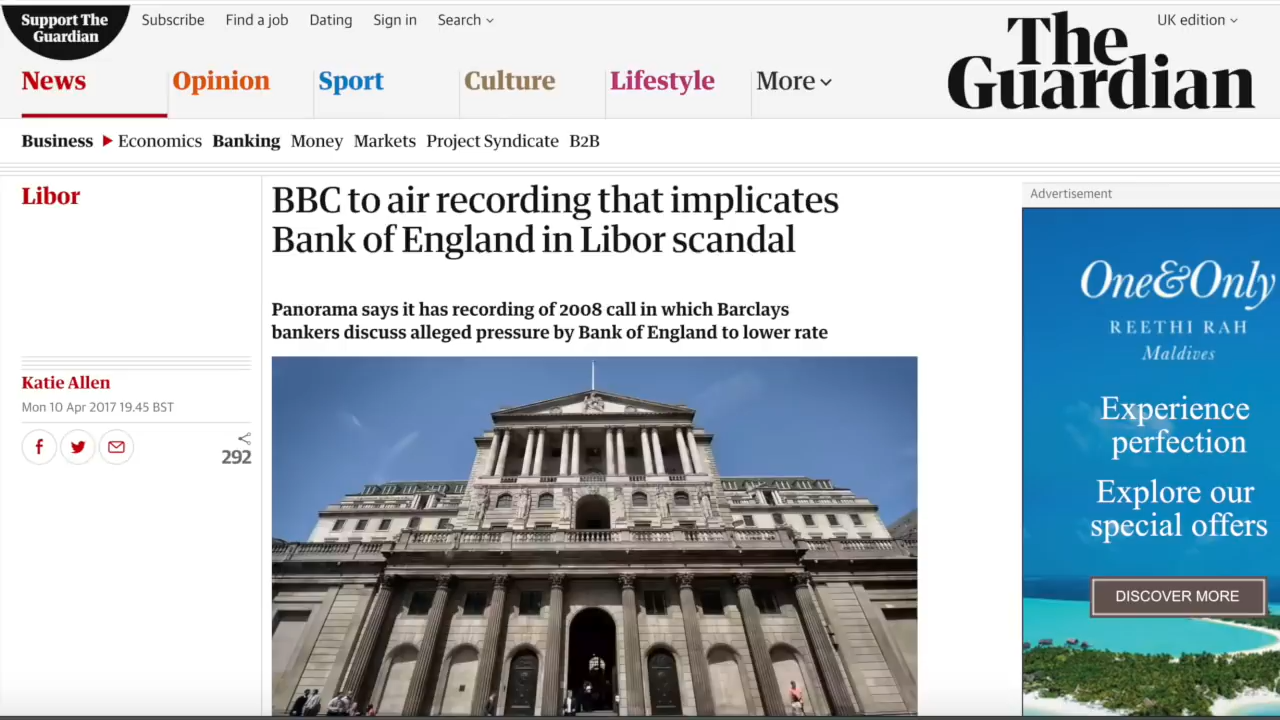 Support The
Guardian
Subscribe
Find a job
Dating
Sign in
Search
UK edition
The
Guardian
News
Opinion
Sport
Culture
Lifestyle
More
Business
Economics
Banking
Money
Markets
Project Syndicate
B2B
Libor
BBC to air recording that implicates
Bank of England in Libor scandal
Panorama says it has recording of 2008 call in which Barclays
bankers discuss alleged pressure by Bank of England to lower rate
Katie Allen
Mon 10 Apr 2017 19.45 BST
292
Advertisement
One&Only
REETHI RAH
Maldives
Experience
perfection
Explore our
special offers
DISCOVER MORE